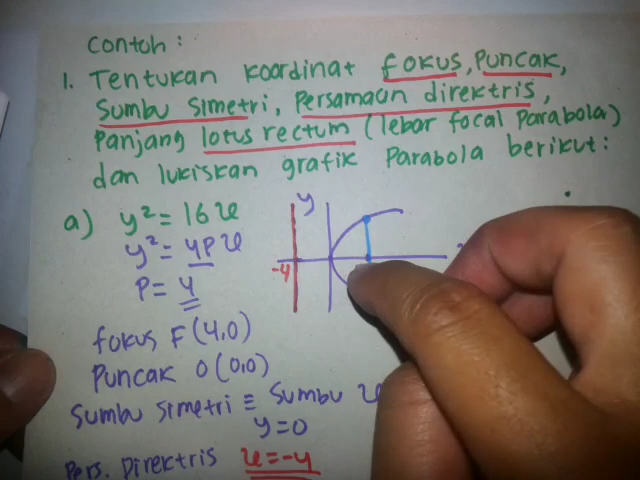 Contoh :
1. Tentukan koordinat fokus, Puncak,
Sumbu simetri, Persamaan direktris,
Panjang lotus rectum (lebar focal Parabola)
dan lukiskan grafik Parabola berikut:
a) y² = 16x
y
y² = 4Px
-4
P = 4
fokus F(4,0)
Puncak O(0,0)
Sumbu simetri ≡ Sumbu x
y=0
Pers. Direktris x = -4